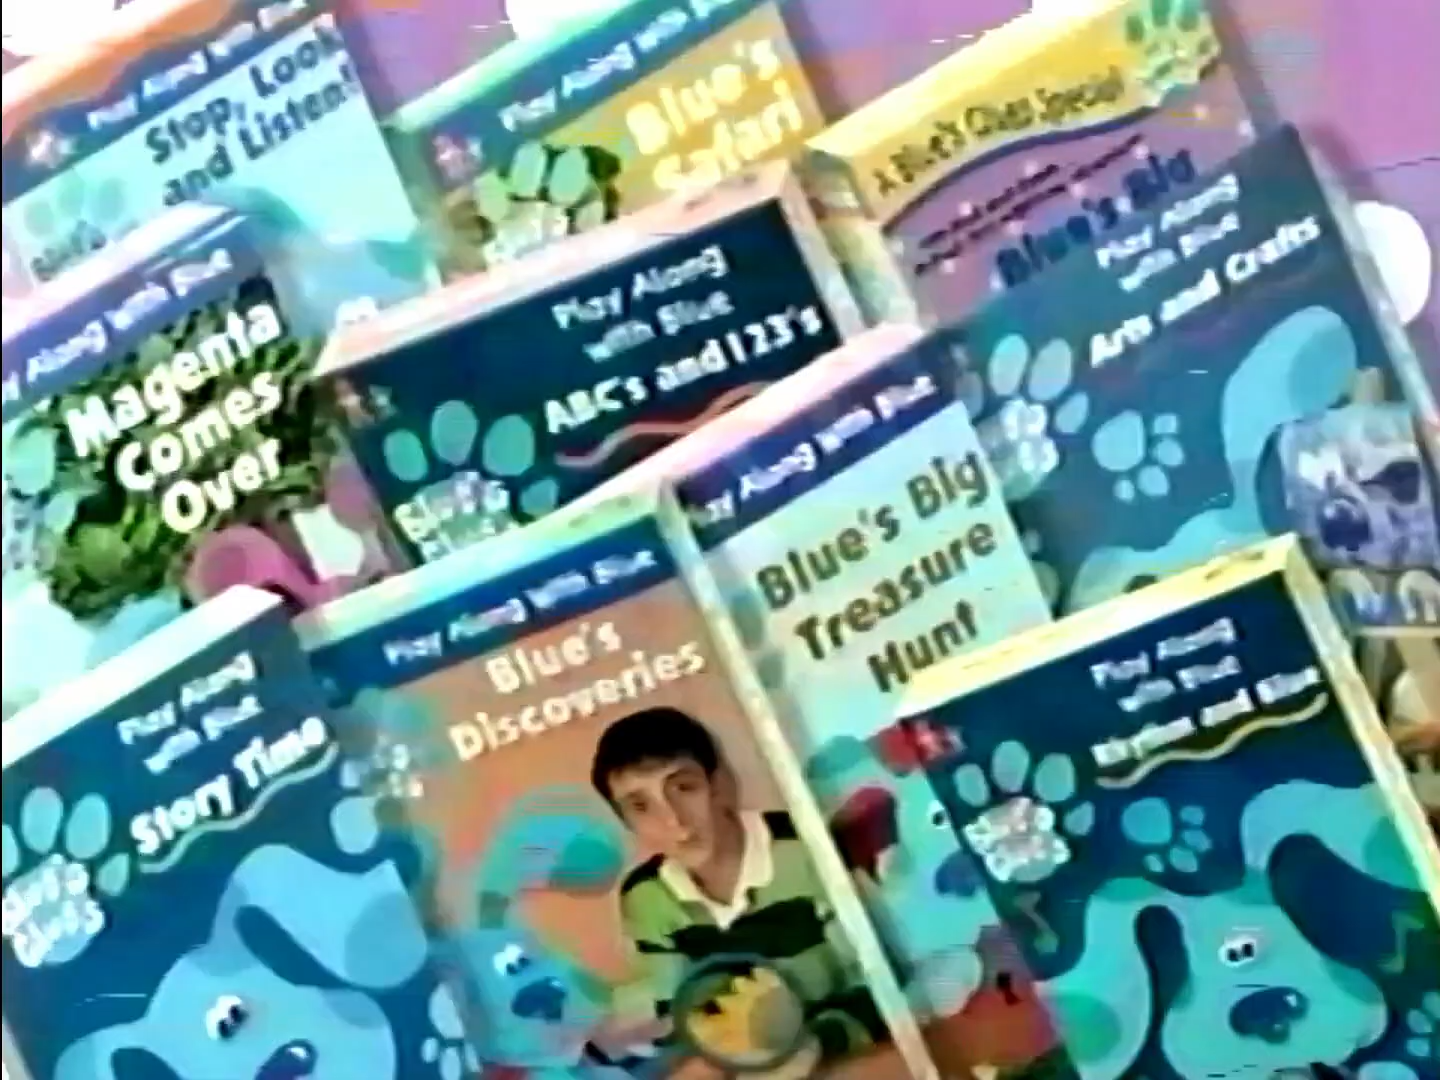 Play Along with Blue
Stop, Look
and Listen!
Play Along with Blue
Blue's
Safari
A Blue's Clues Special
Blue's Big
Play Along with Blue
Magenta
Comes
Over
Play Along
with Blue
ABC's and 123's
Blue's
Clues
Play Along
with Blue
Arts and Crafts
Play Along with Blue
Blue's Big
Treasure
Hunt
Play Along with Blue
Blue's
Discoveries
Play Along
with Blue
Story Time
Blue's
Clues
Play Along
with Blue
Rhythm and Blue